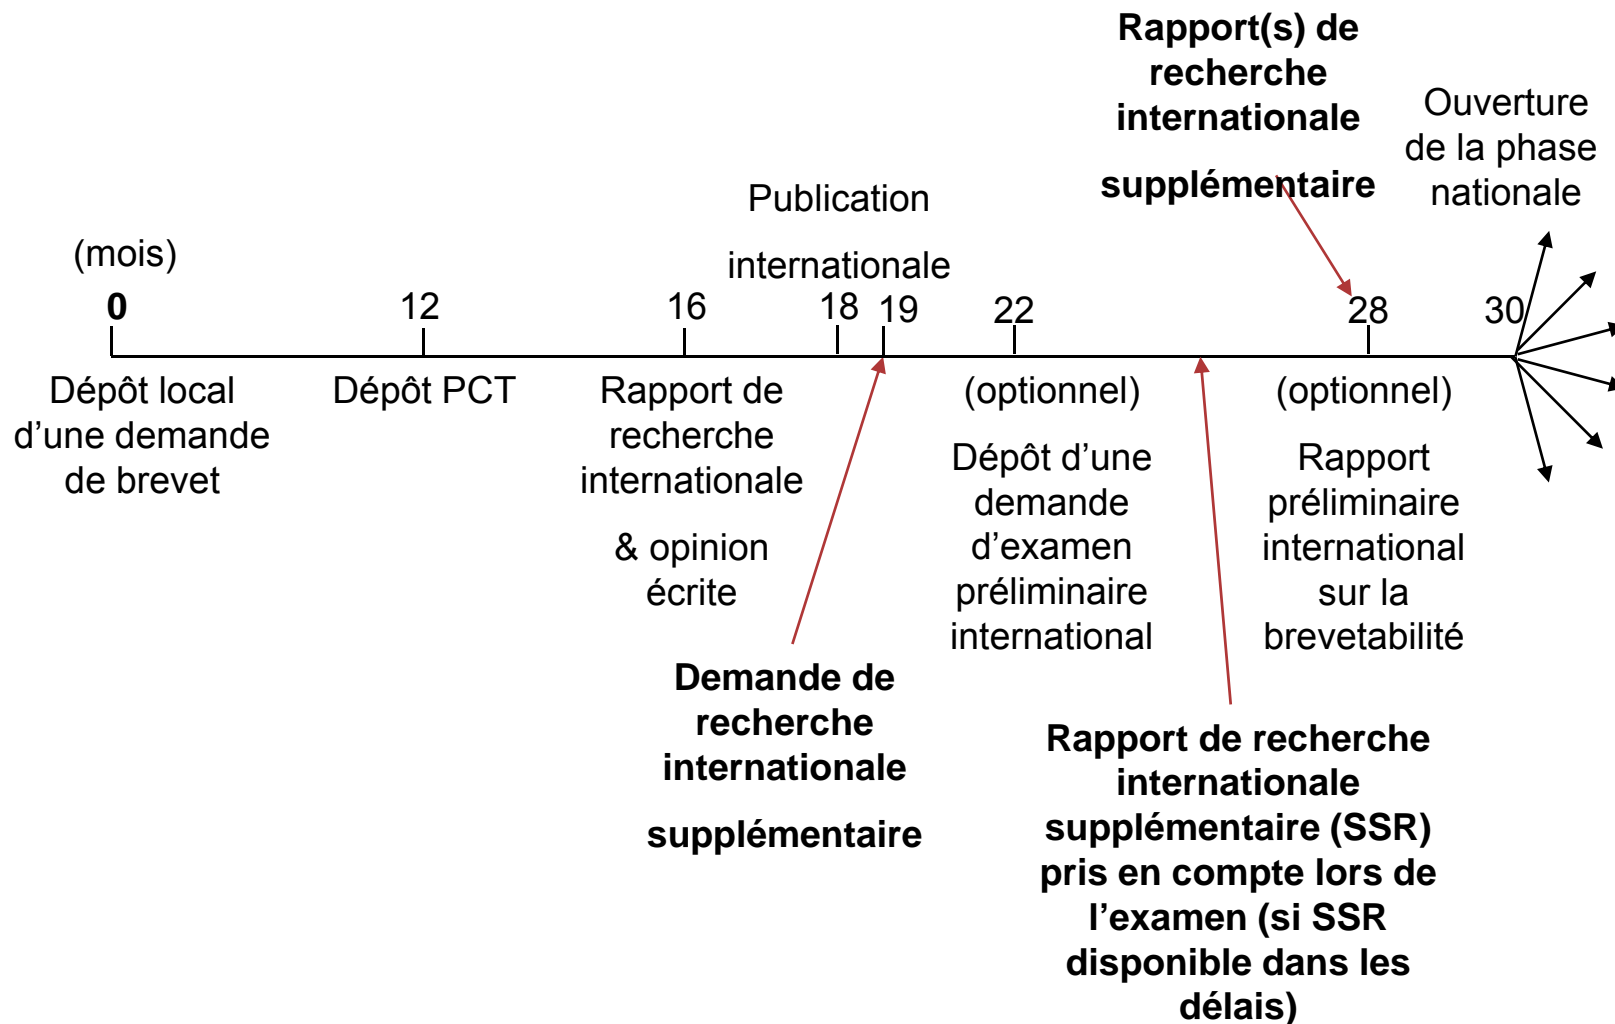 Rapport(s) de
recherche
internationale
supplémentaire
Ouverture
de la phase
nationale
Publication
internationale
(mois)
0
12
16
18
19
22
28
30
Dépôt local
d’une demande
de brevet
Dépôt PCT
Rapport de
recherche
internationale
& opinion
écrite
(optionnel)
Dépôt d’une
demande
d’examen
préliminaire
international
(optionnel)
Rapport
préliminaire
international
sur la
brevetabilité
Demande de
recherche
internationale
supplémentaire
Rapport de recherche
internationale
supplémentaire (SSR)
pris en compte lors de
l’examen (si SSR
disponible dans les
délais)